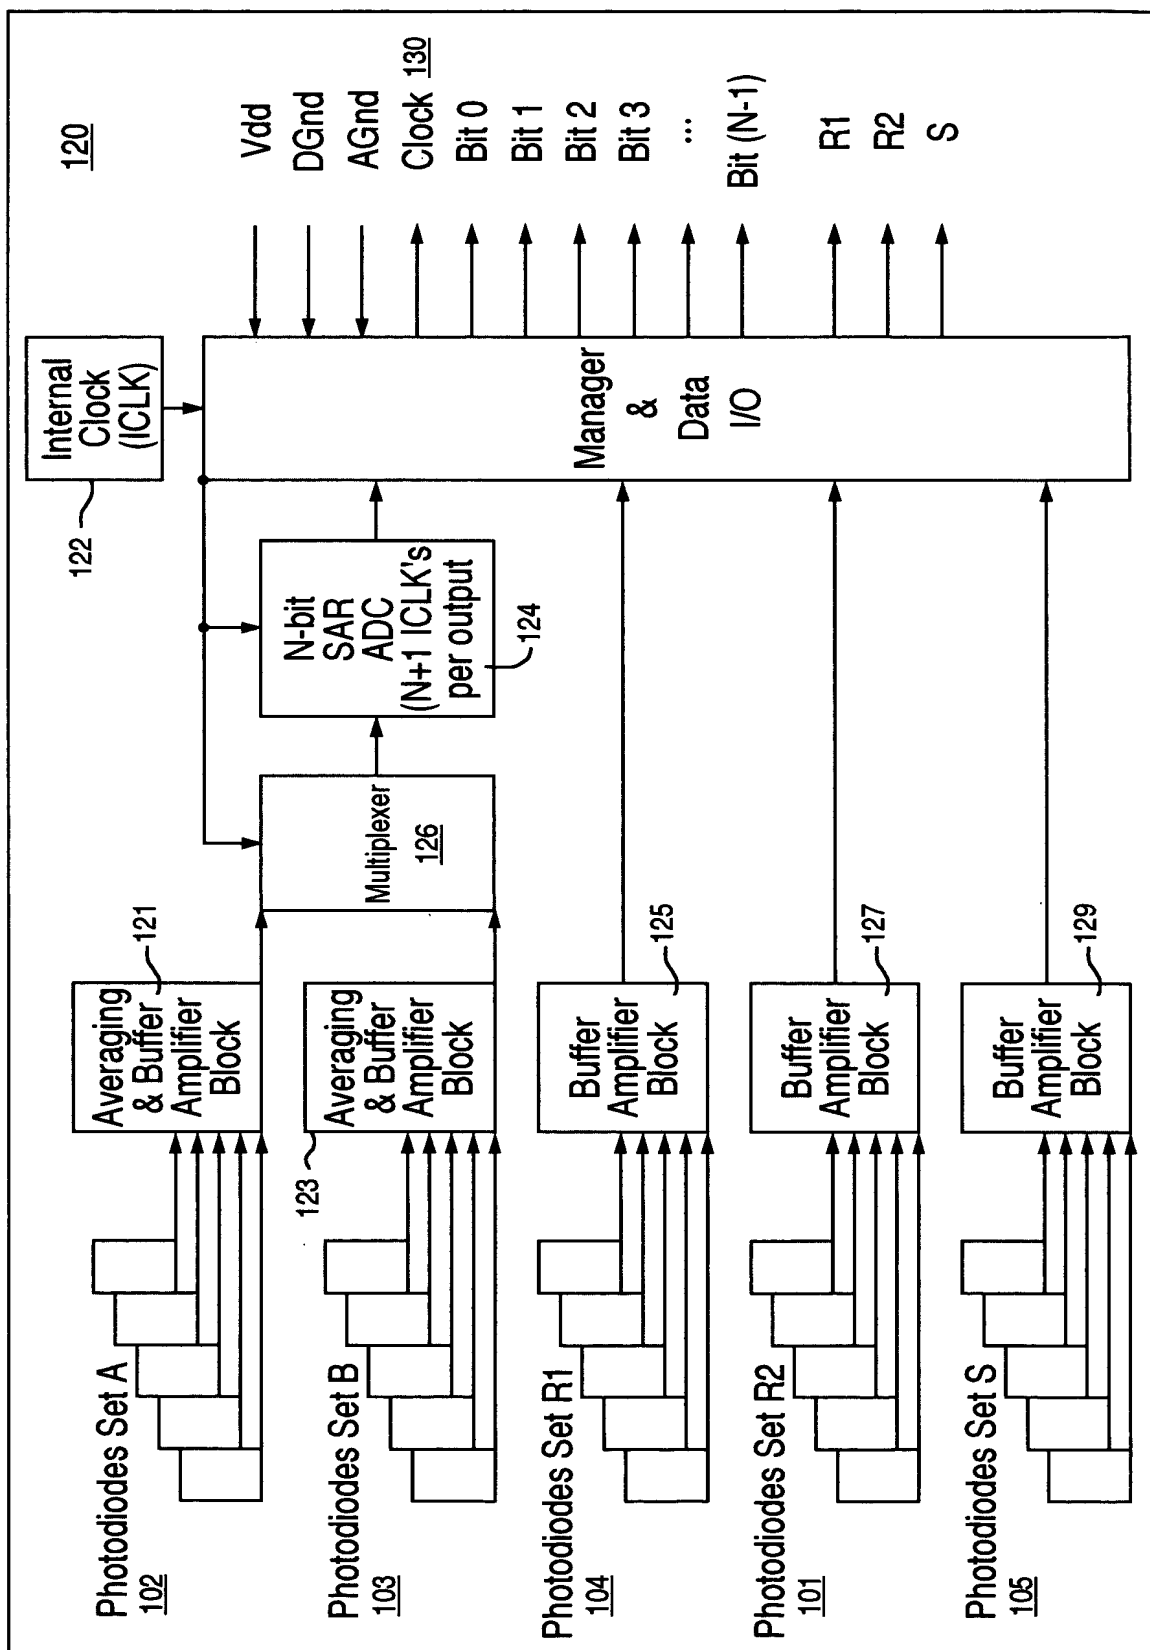 120
Photodiodes Set A
102
Averaging
& Buffer
Amplifier
Block
121
Photodiodes Set B
103
Averaging
& Buffer
Amplifier
Block
123
Photodiodes Set R1
104
Buffer
Amplifier
Block
125
Photodiodes Set R2
101
Buffer
Amplifier
Block
127
Photodiodes Set S
105
Buffer
Amplifier
Block
129
Multiplexer
126
N-bit
SAR
ADC
(N+1 ICLK's
per output
124
Internal
Clock
(ICLK)
122
Manager
&
Data
I/O
Vdd
DGnd
AGnd
Clock 130
Bit 0
Bit 1
Bit 2
Bit 3
...
Bit (N-1)
R1
R2
S